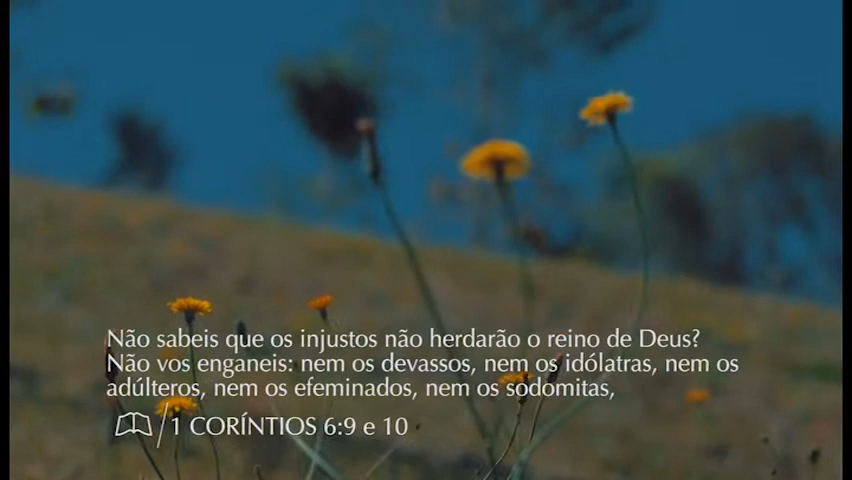 Não sabeis que os injustos não herdarão o reino de Deus?
Não vos enganeis: nem os devassos, nem os idólatras, nem os
adúlteros, nem os efeminados, nem os sodomitas,
1 CORÍNTIOS 6:9 e 10